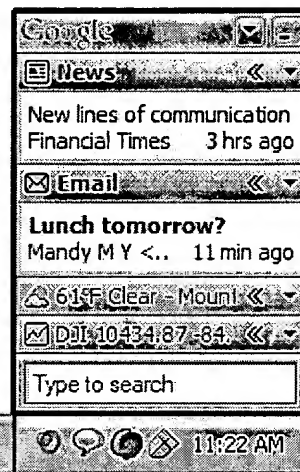 Google
News
New lines of communication
Financial Times 3 hrs ago
Email
Lunch tomorrow?
Mandy M Y <.. 11 min ago
61°F Clear - Mount
DJI 10434.87 -84.
Type to search
11:22 AM